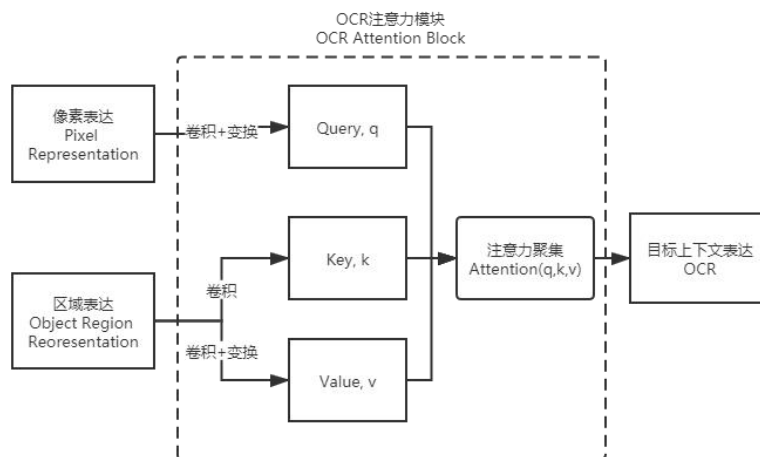 OCR注意力模块
OCR Attention Block
像素表达
Pixel
Representation
卷积+变换
Query, q
Key, k
注意力聚集
Attention(q,k,v)
目标上下文表达
OCR
卷积
区域表达
Object Region
Reoresentation
卷积+变换
Value, v